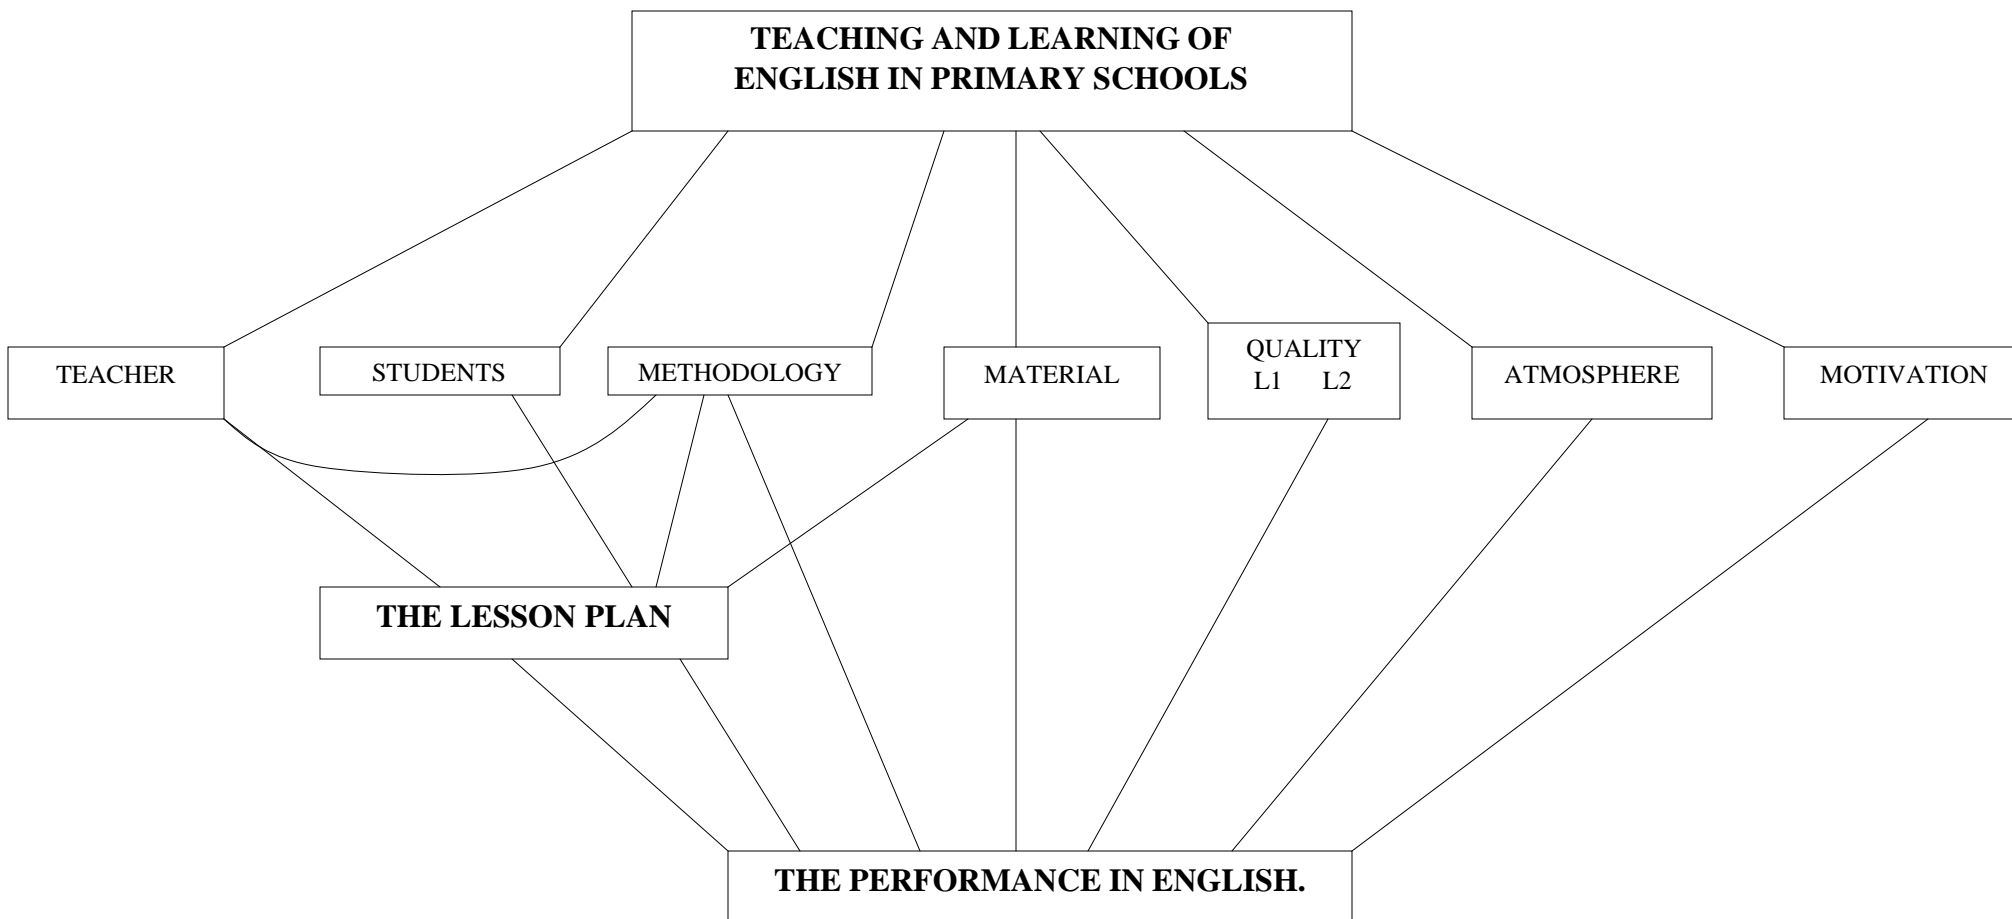 TEACHING AND LEARNING OF
ENGLISH IN PRIMARY SCHOOLS
TEACHER
STUDENTS
METHODOLOGY
MATERIAL
QUALITY
L1 L2
ATMOSPHERE
MOTIVATION
THE LESSON PLAN
THE PERFORMANCE IN ENGLISH.